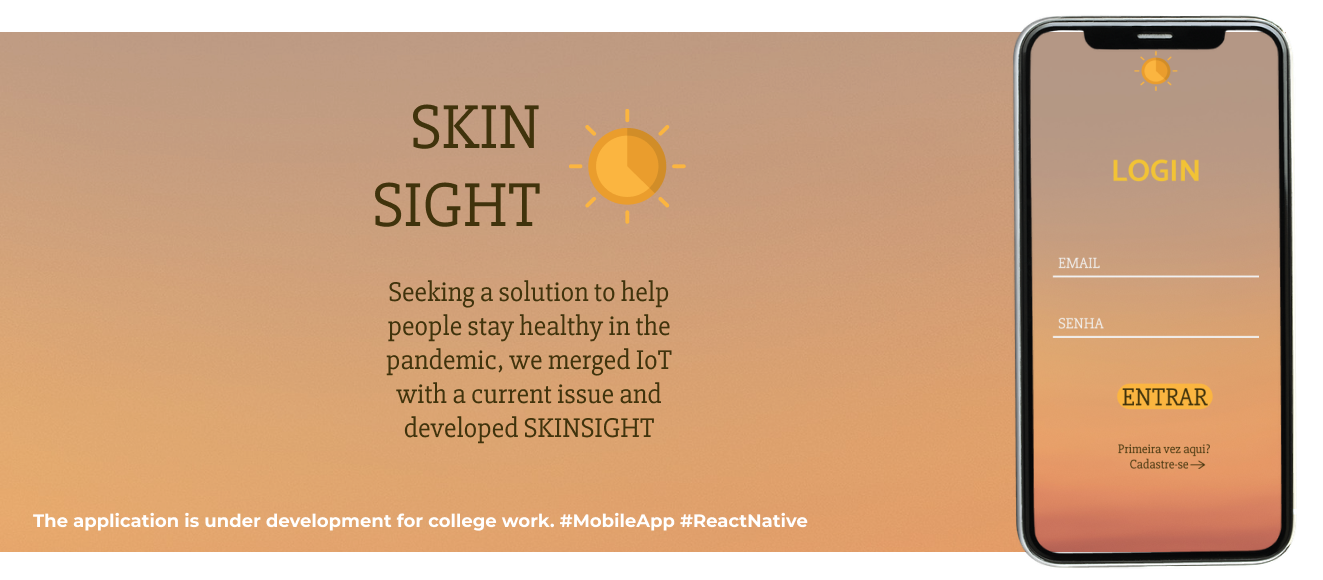 SKIN
SIGHT
Seeking a solution to help
people stay healthy in the
pandemic, we merged IoT
with a current issue and
developed SKINSIGHT
The application is under development for college work. #MobileApp #ReactNative
LOGIN
EMAIL
SENHA
ENTRAR
Primeira vez aqui?
Cadastre-se→